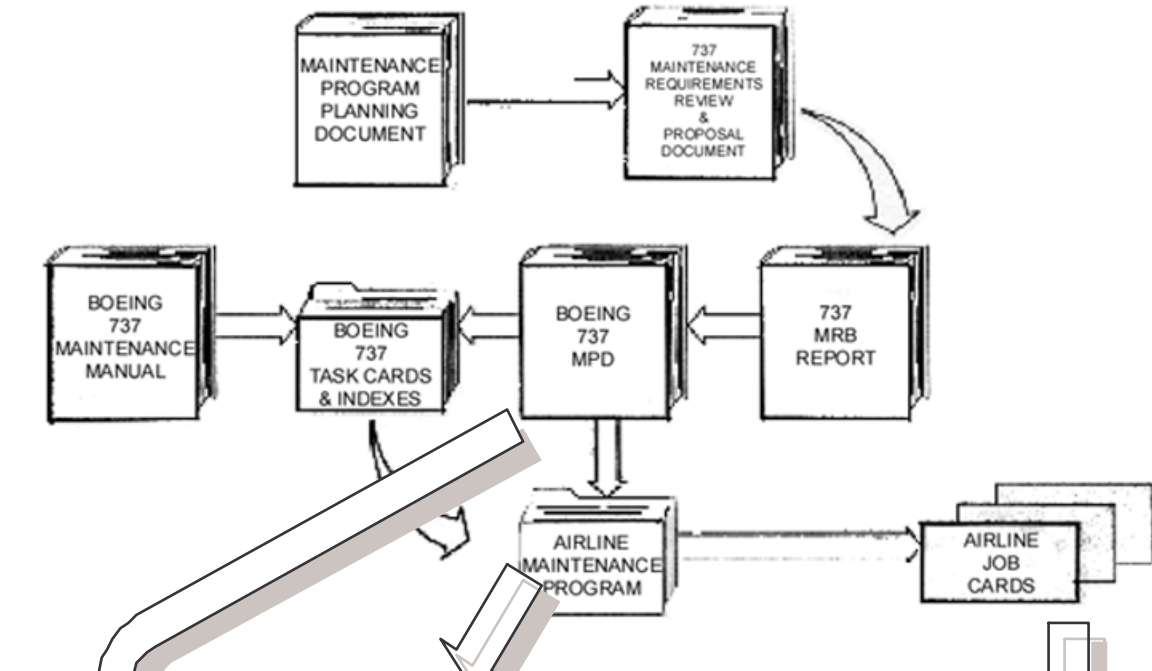 MAINTENANCE
PROGRAM
PLANNING
DOCUMENT
737
MAINTENANCE
REQUIREMENTS
REVIEW
&
PROPOSAL
DOCUMENT
BOEING
737
MAINTENANCE
MANUAL
BOEING
737
TASK CARDS
& INDEXES
BOEING
737
MPD
737
MRB
REPORT
AIRLINE
MAINTENANCE
PROGRAM
AIRLINE
JOB
CARDS